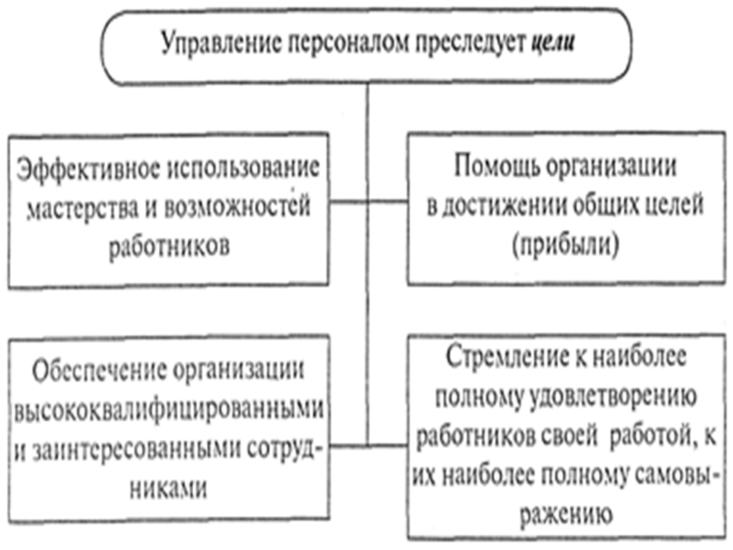 Управление персоналом преследует цели
Эффективное использование
мастерства и возможностей
работников
Помощь организации
в достижении общих целей
(прибыли)
Обеспечение организации
высококвалифицированными
и заинтересованными сотруд-
никами
Стремление к наиболее
полному удовлетворению
работников своей работой, к
их наиболее полному самовы-
ражению